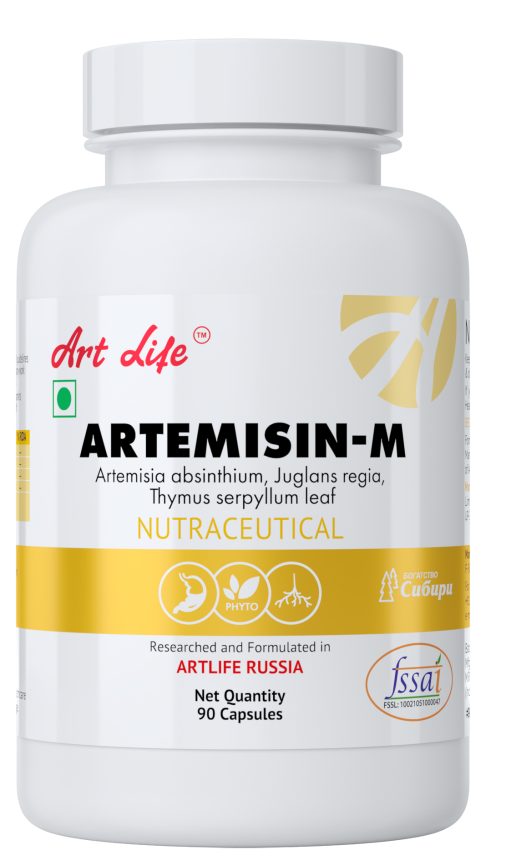 Art Life™
ARTEMISIN-M
Artemisia absinthium, Juglans regia,
Thymus serpyllum leaf
NUTRACEUTICAL
PHYTO
БОГАТСТВО
Сибири
Researched and Formulated in
ARTLIFE RUSSIA
Net Quantity
90 Capsules
fssai
FSSL: 10021051000047